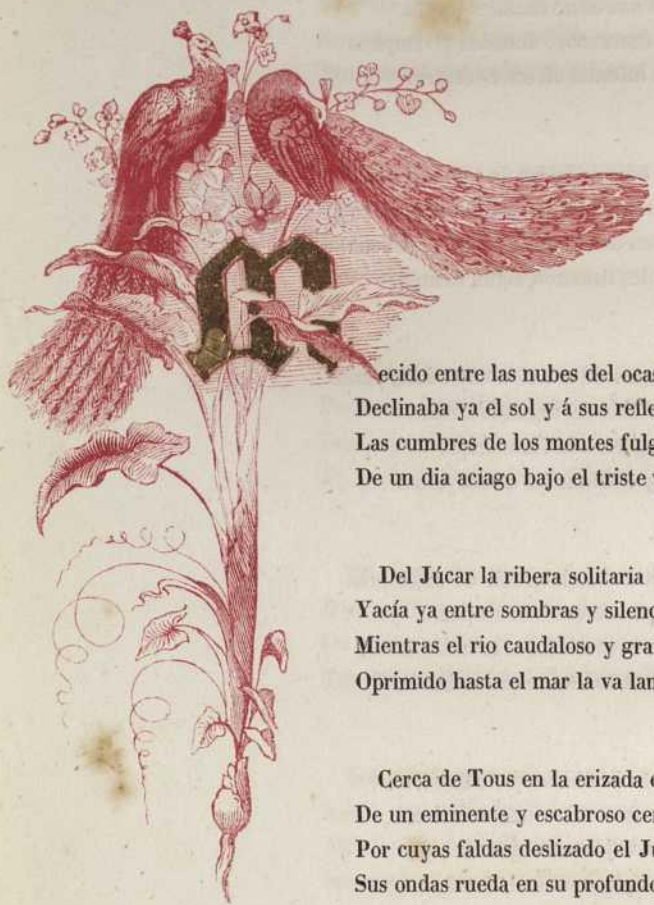 Mecido entre las nubes del ocas
Declinaba ya el sol y á sus refle
Las cumbres de los montes fulg
De un dia aciago bajo el triste
Del Júcar la ribera solitaria
Yacía ya entre sombras y silenc
Mientras el rio caudaloso y gra
Oprimido hasta el mar la va lan
Cerca de Tous en la erizada
De un eminente y escabroso cer
Por cuyas faldas deslizado el Jú
Sus ondas rueda en su profundo